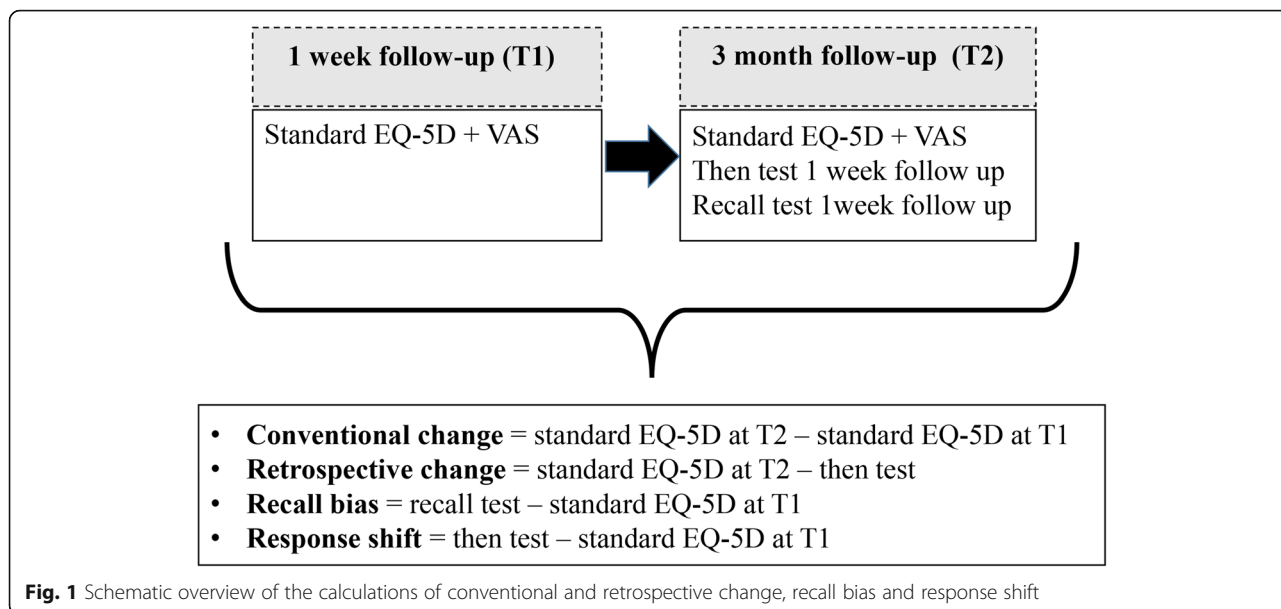 1 week follow-up (T1)
3 month follow-up (T2)
Standard EQ-5D + VAS
Standard EQ-5D + VAS
Then test 1 week follow up
Recall test 1week follow up
• Conventional change = standard EQ-5D at T2 – standard EQ-5D at T1
• Retrospective change = standard EQ-5D at T2 – then test
• Recall bias = recall test – standard EQ-5D at T1
• Response shift = then test – standard EQ-5D at T1
Fig. 1 Schematic overview of the calculations of conventional and retrospective change, recall bias and response shift